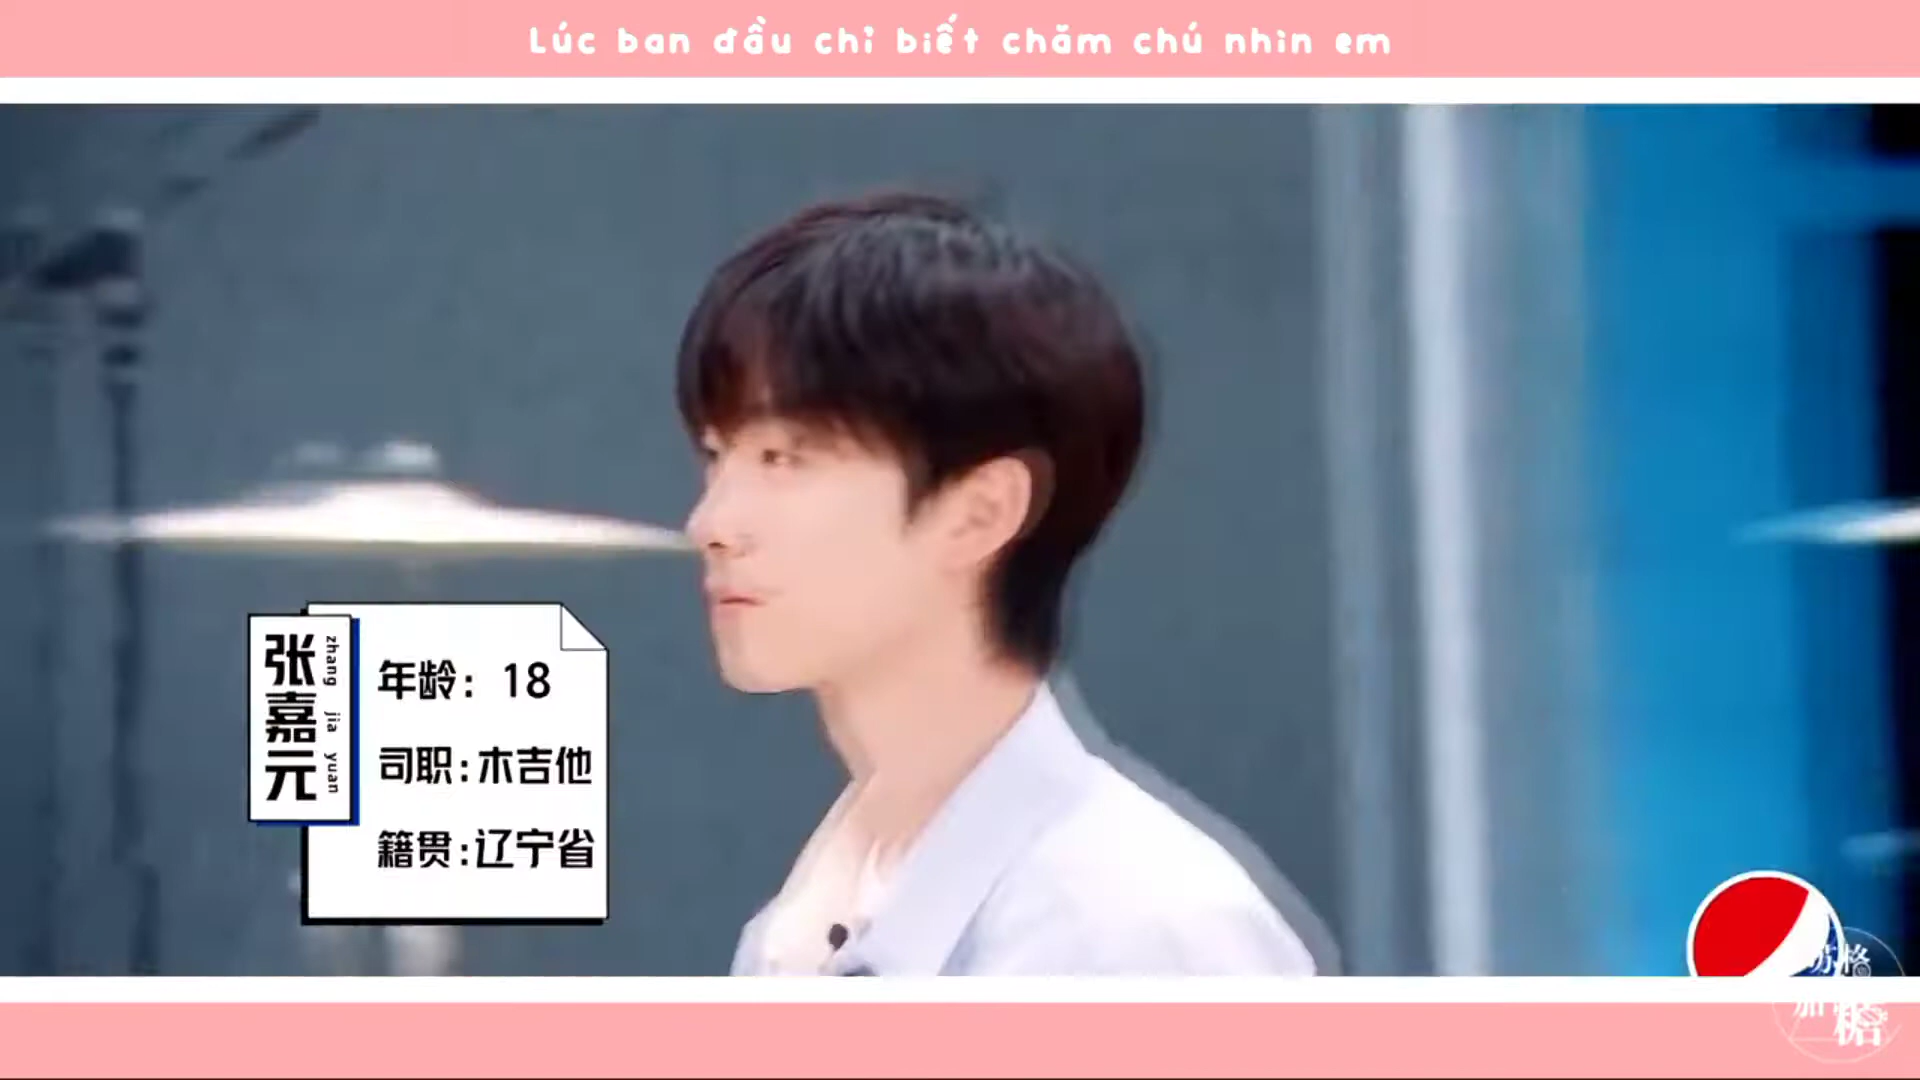 Lúc ban đầu chỉ biết chăm chú nhìn em
张嘉元
zhang jia yuan
年龄: 18
司职:木吉他
籍贯:辽宁省